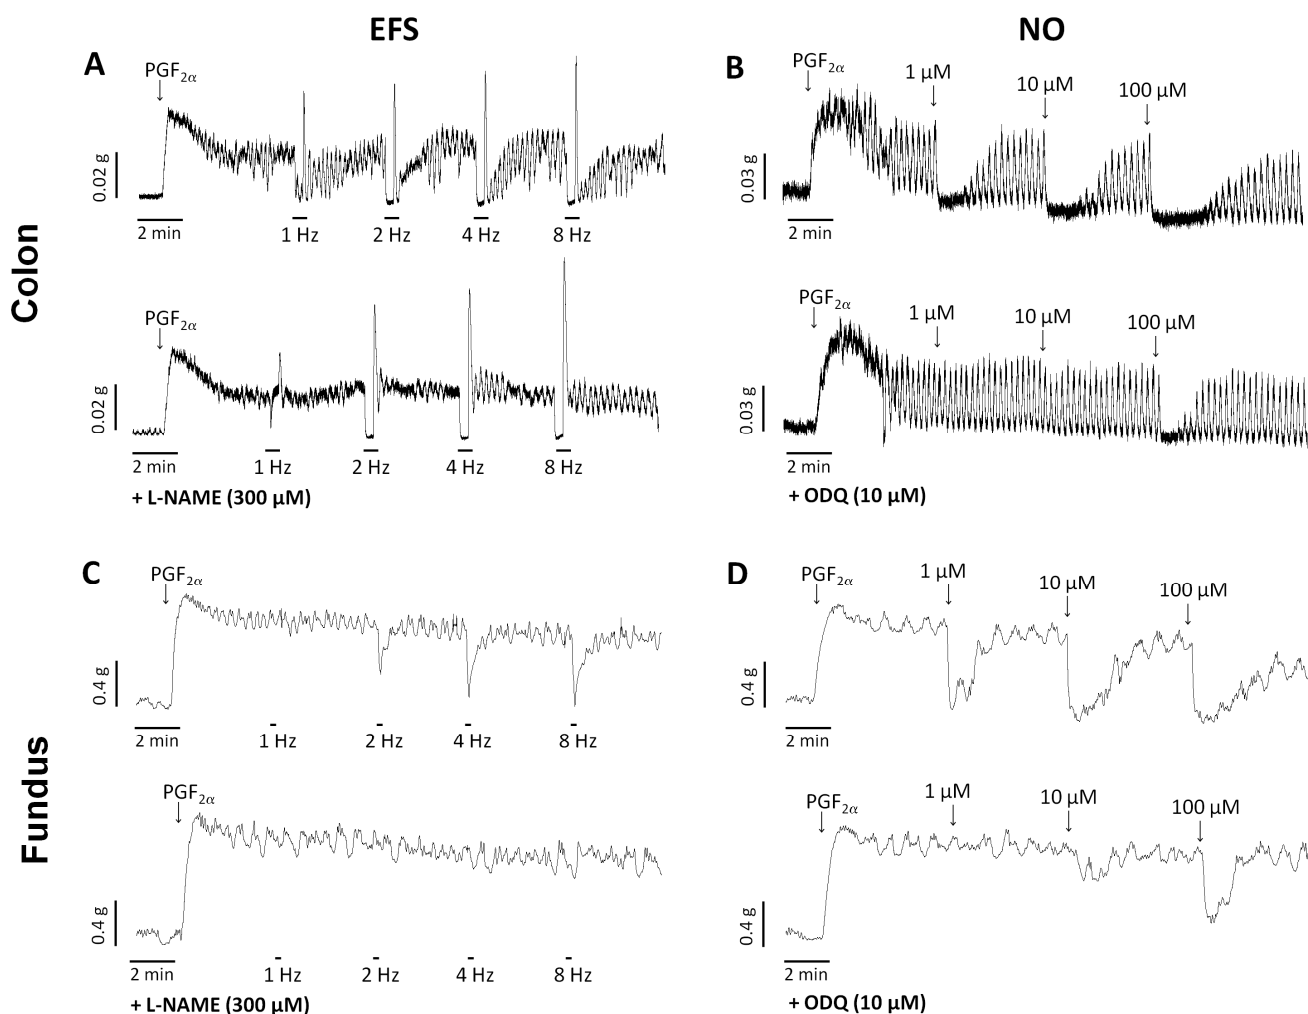 EFS
NO
Colon
A
PGF2α
0.02 g
2 min
1 Hz
2 Hz
4 Hz
8 Hz
PGF2α
0.02 g
2 min
1 Hz
2 Hz
4 Hz
8 Hz
+ L-NAME (300 µM)
B
PGF2α
1 µM
10 µM
100 µM
0.03 g
2 min
PGF2α
1 µM
10 µM
100 µM
0.03 g
2 min
+ ODQ (10 µM)
Fundus
C
PGF2α
0.4 g
2 min
1 Hz
2 Hz
4 Hz
8 Hz
PGF2α
0.4 g
2 min
1 Hz
2 Hz
4 Hz
8 Hz
+ L-NAME (300 µM)
D
PGF2α
1 µM
10 µM
100 µM
0.4 g
2 min
PGF2α
1 µM
10 µM
100 µM
0.4 g
2 min
+ ODQ (10 µM)